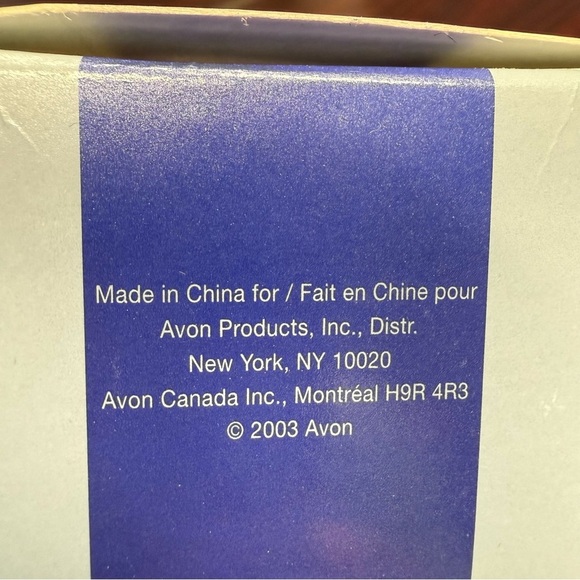 Made in China for / Fait en Chine pour
Avon Products, Inc., Distr.
New York, NY 10020
Avon Canada Inc., Montréal H9R 4R3
© 2003 Avon